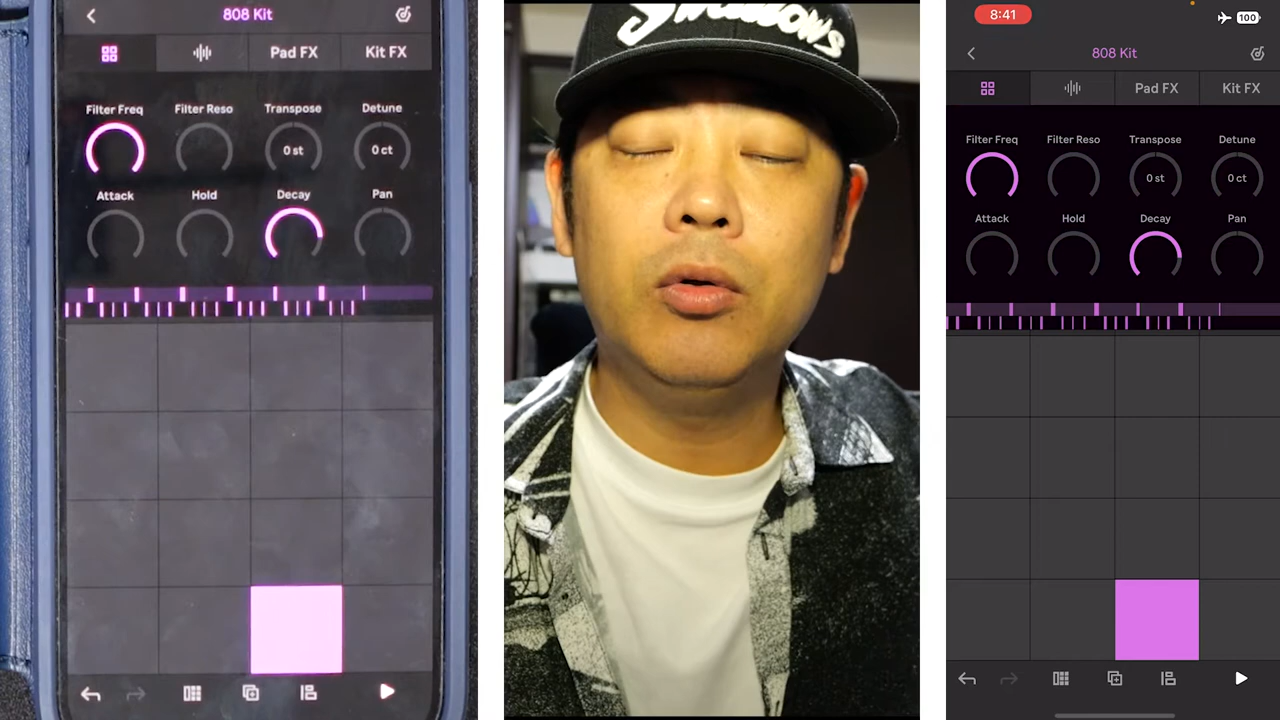 808 Kit
Pad FX
Kit FX
Filter Freq
Filter Reso
Transpose
Detune
0 st
0 ct
Attack
Hold
Decay
Pan
Swallows
8:41
100
808 Kit
Pad FX
Kit FX
Filter Freq
Filter Reso
Transpose
Detune
0 st
0 ct
Attack
Hold
Decay
Pan